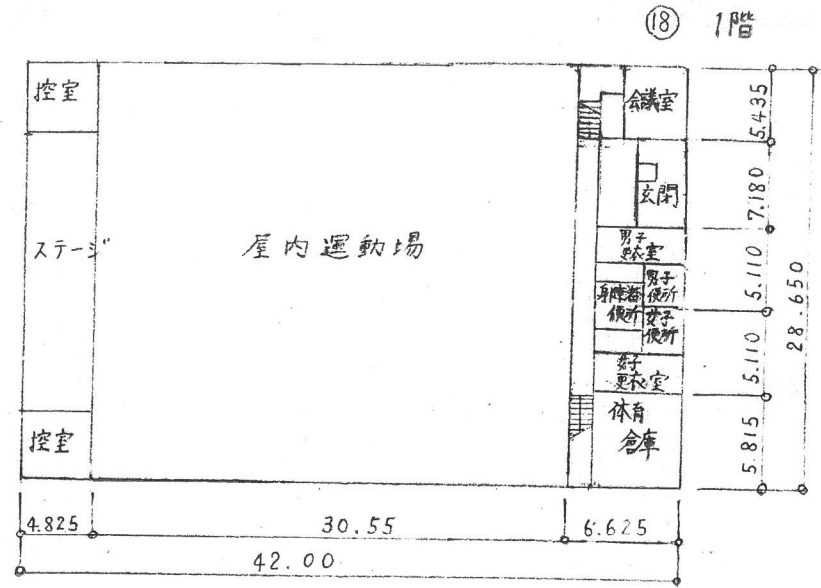 ⑱ 1階
控室
会議室
5.435
玄関
7.180
ステージ
屋内運動場
男子
更衣室
男子
便所
身障者
便所
女子
便所
5.110
28.650
女子
更衣室
5.110
控室
体育
倉庫
5.815
4.825
30.55
6.625
42.00